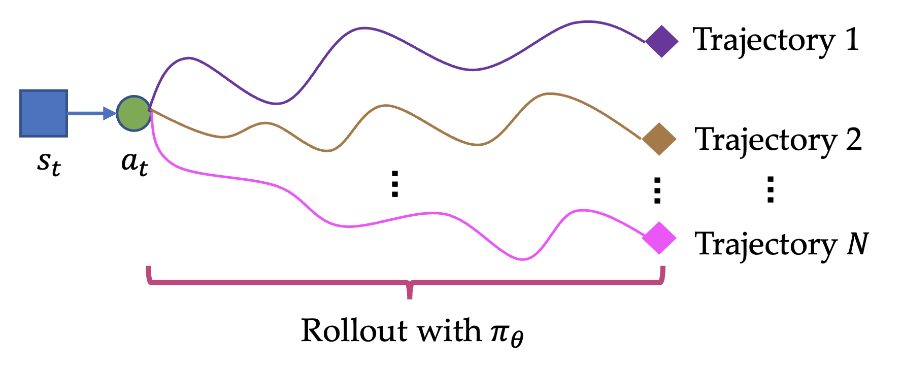 Trajectory 1
Trajectory 2
s_t
a_t
⋮ ⋮ ⋮
Trajectory N
Rollout with π_θ